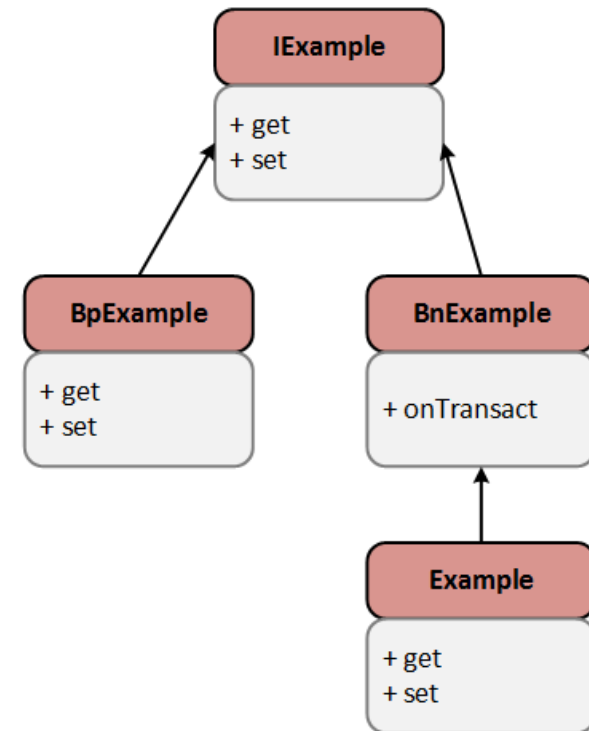 IExample
+ get
+ set
BpExample
+ get
+ set
BnExample
+ onTransact
Example
+ get
+ set